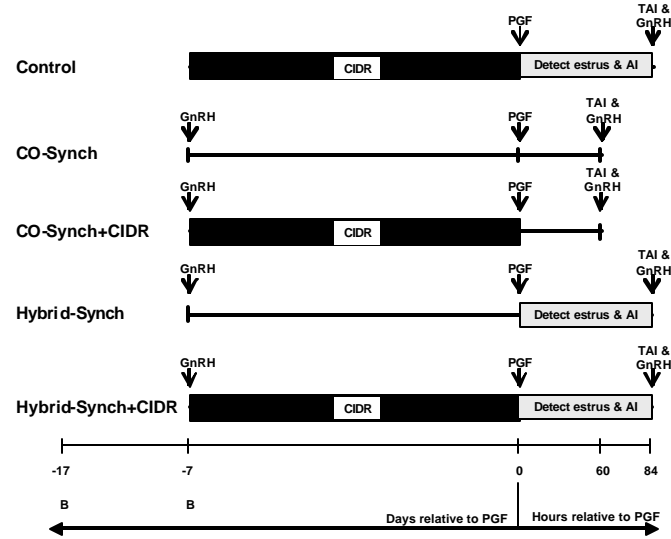 TAI &
PGF
GnRH
Control
CIDR
Detect estrus & AI
TAI &
GnRH
PGF
GnRH
CO-Synch
TAI &
GnRH
PGF
GnRH
CO-Synch+CIDR
CIDR
TAI &
GnRH
PGF
GnRH
Hybrid-Synch
Detect estrus & AI
TAI &
GnRH
PGF
GnRH
Hybrid-Synch+CIDR
CIDR
Detect estrus & AI
-17
-7
0
60
84
B
B
Days relative to PGF
Hours relative to PGF